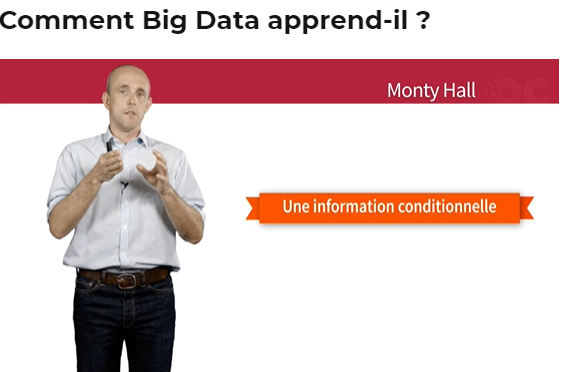 Comment Big Data apprend-il ?
Monty Hall
Une information conditionnelle